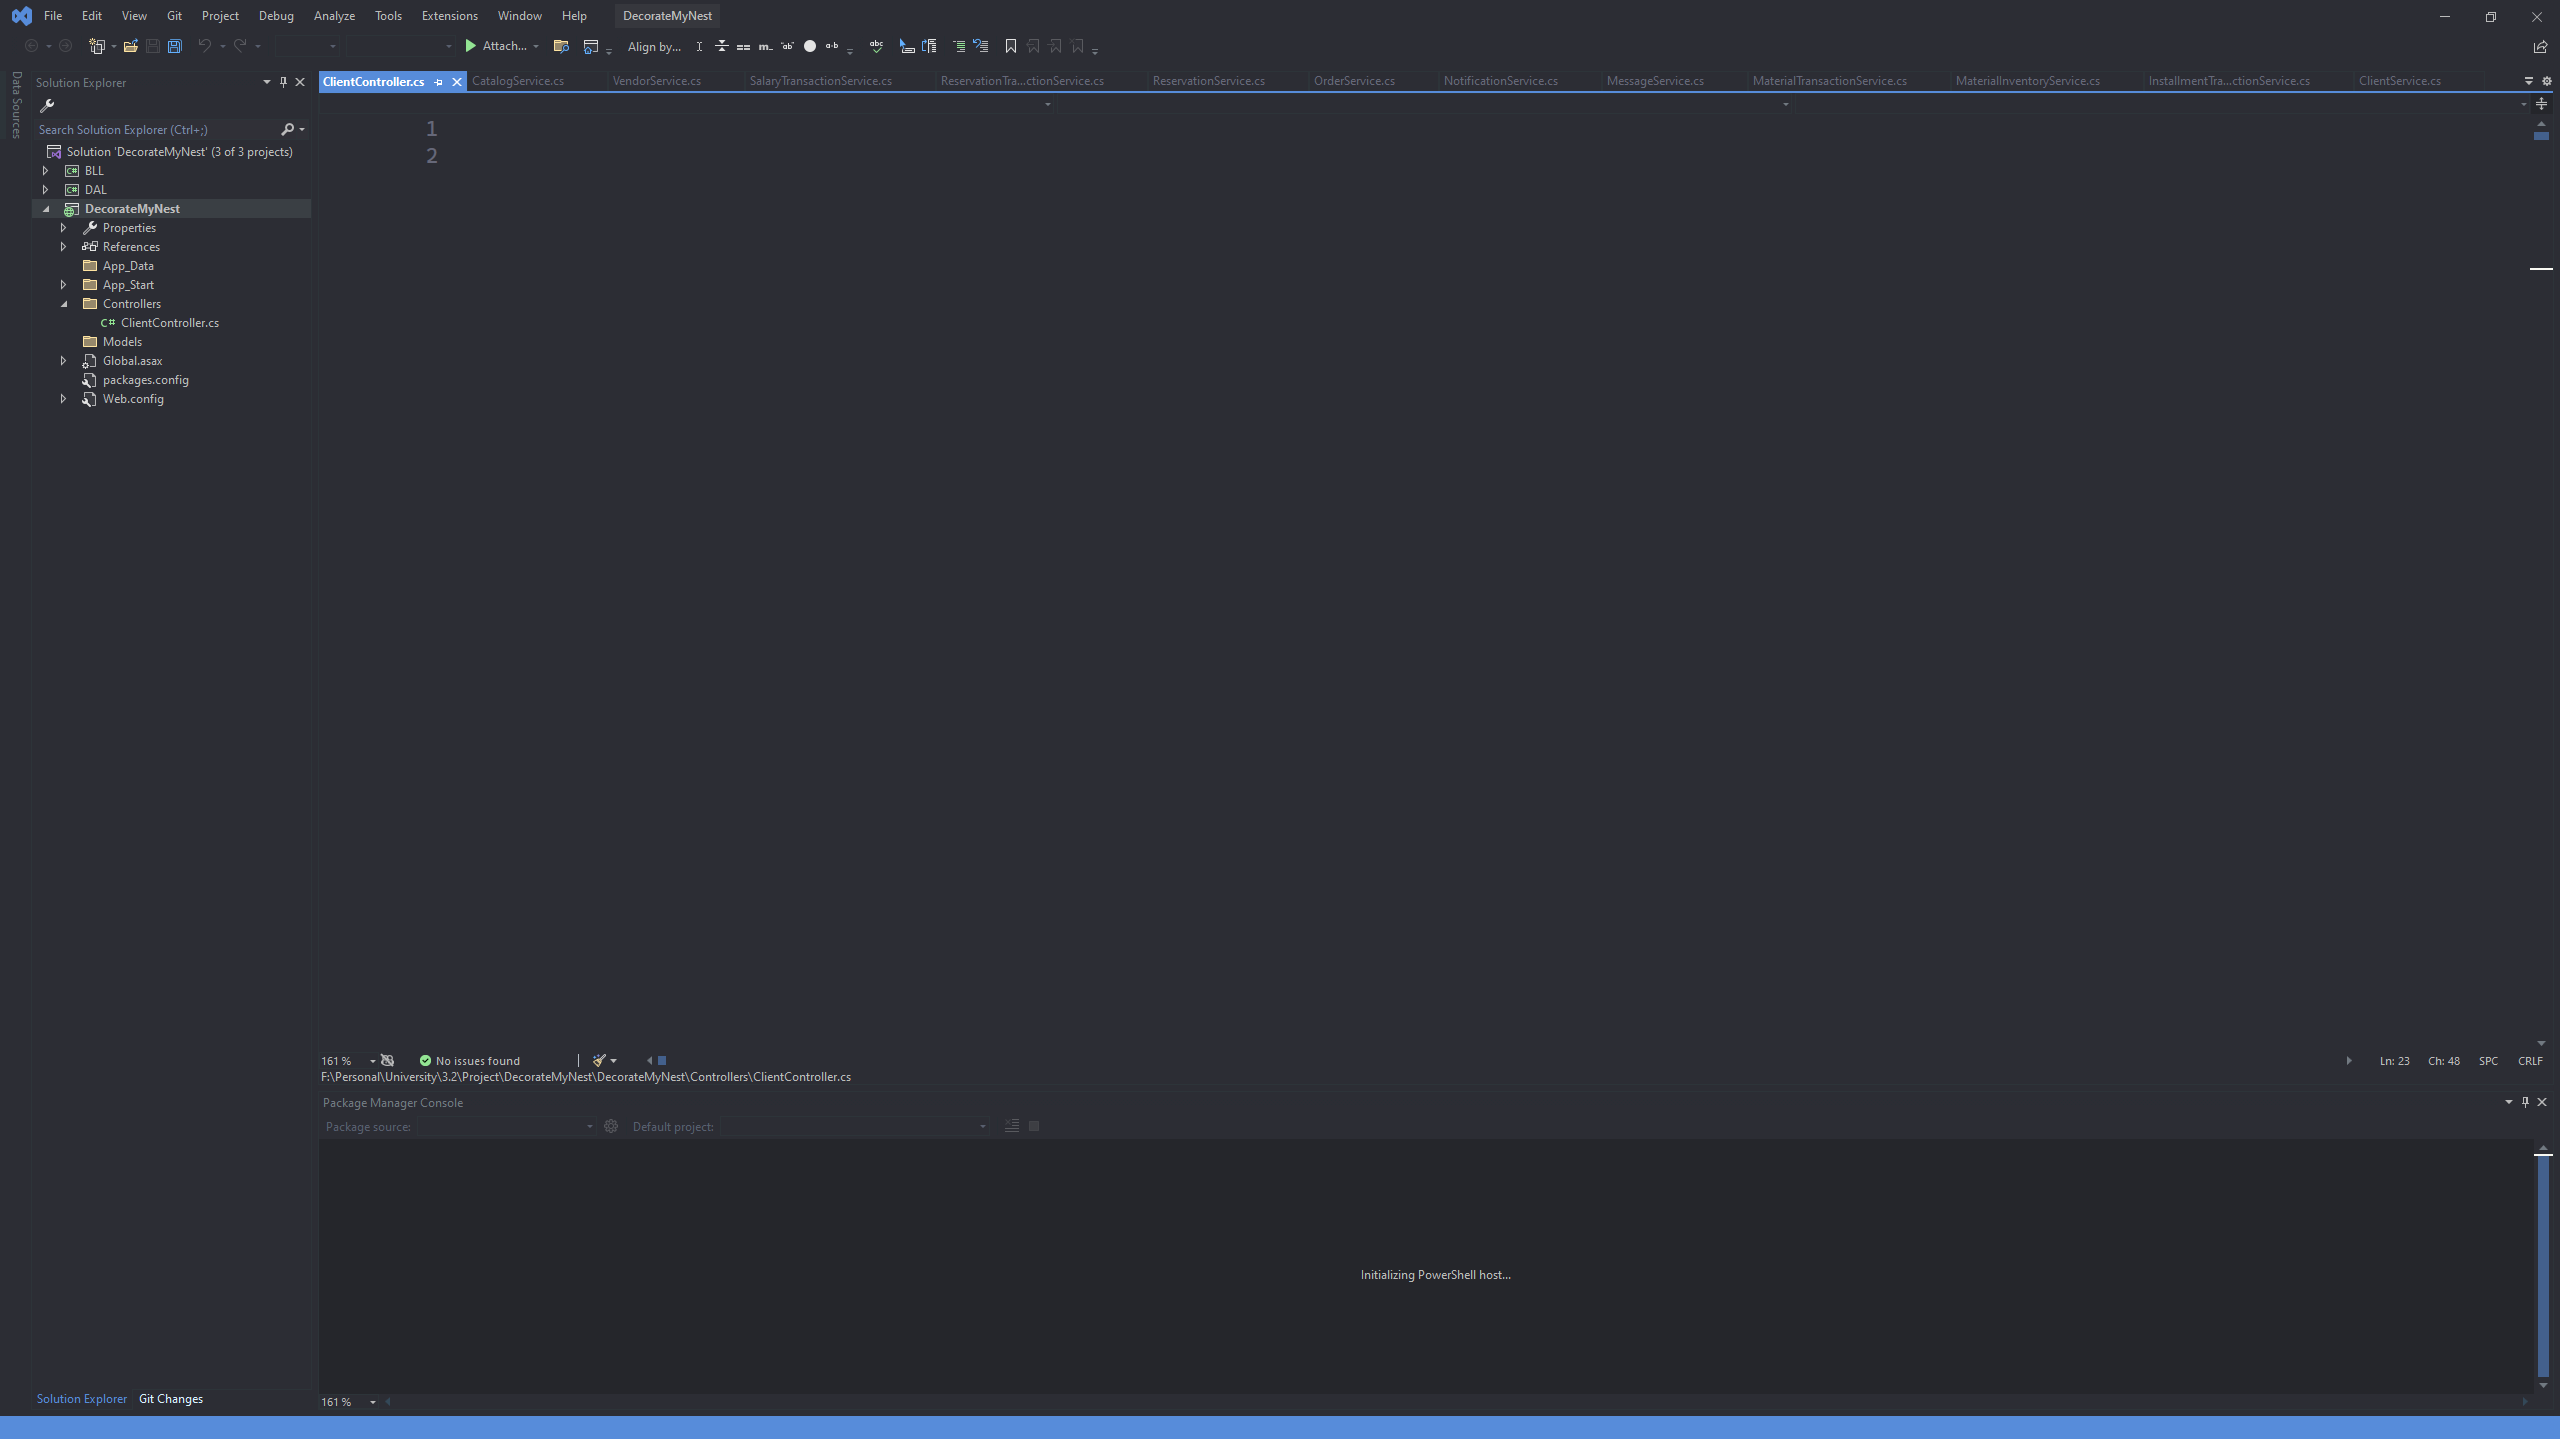 File Edit View Git Project Debug Analyze Tools Extensions Window Help DecorateMyNest
Attach... Align by...
Data Sources
Solution Explorer
Search Solution Explorer (Ctrl+;)
Solution 'DecorateMyNest' (3 of 3 projects)
BLL
DAL
DecorateMyNest
Properties
References
App_Data
App_Start
Controllers
C# ClientController.cs
Models
Global.asax
packages.config
Web.config
Solution Explorer Git Changes
ClientController.cs CatalogService.cs VendorService.cs SalaryTransactionService.cs ReservationTra...ctionService.cs ReservationService.cs OrderService.cs NotificationService.cs MessageService.cs MaterialTransactionService.cs MaterialInventoryService.cs InstallmentTra...ctionService.cs ClientService.cs
1
2
161 % No issues found Ln: 23 Ch: 48 SPC CRLF
F:\Personal\University\3.2\Project\DecorateMyNest\DecorateMyNest\Controllers\ClientController.cs
Package Manager Console
Package source: Default project:
Initializing PowerShell host...
161 %